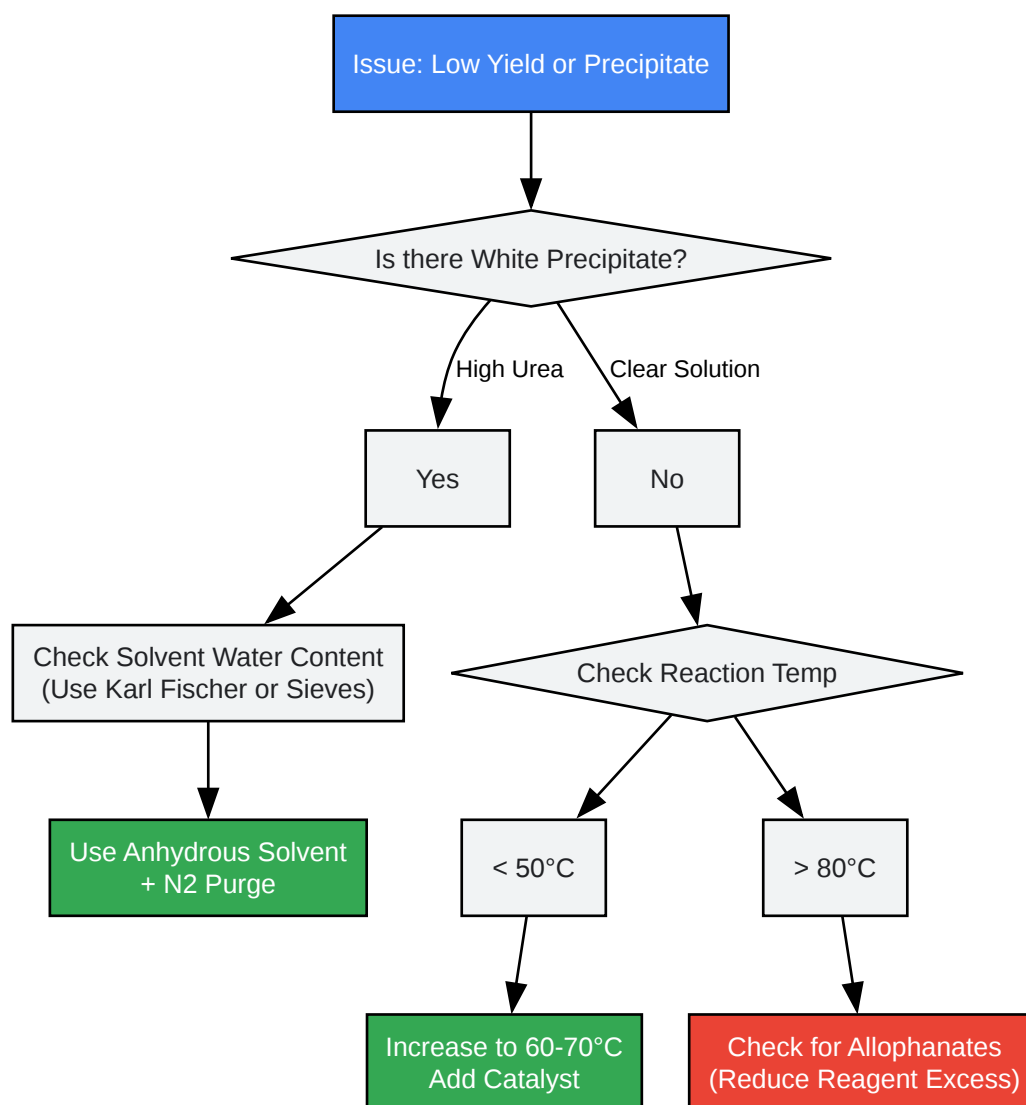 Issue: Low Yield or Precipitate
Is there White Precipitate?
High Urea
Clear Solution
Yes
No
Check Solvent Water Content
(Use Karl Fischer or Sieves)
Check Reaction Temp
Use Anhydrous Solvent
+ N2 Purge
< 50°C
> 80°C
Increase to 60-70°C
Add Catalyst
Check for Allophanates
(Reduce Reagent Excess)